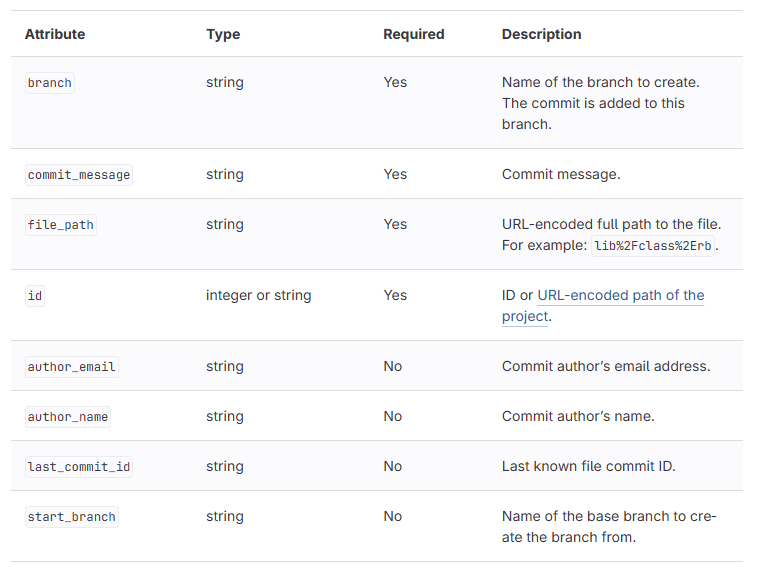 Attribute Type Required Description
branch string Yes Name of the branch to create.
The commit is added to this
branch.
commit_message string Yes Commit message.
file_path string Yes URL-encoded full path to the file.
For example: lib%2Fclass%2Erb.
id integer or string Yes ID or URL-encoded path of the
project.
author_email string No Commit author’s email address.
author_name string No Commit author’s name.
last_commit_id string No Last known file commit ID.
start_branch string No Name of the base branch to cre-
ate the branch from.